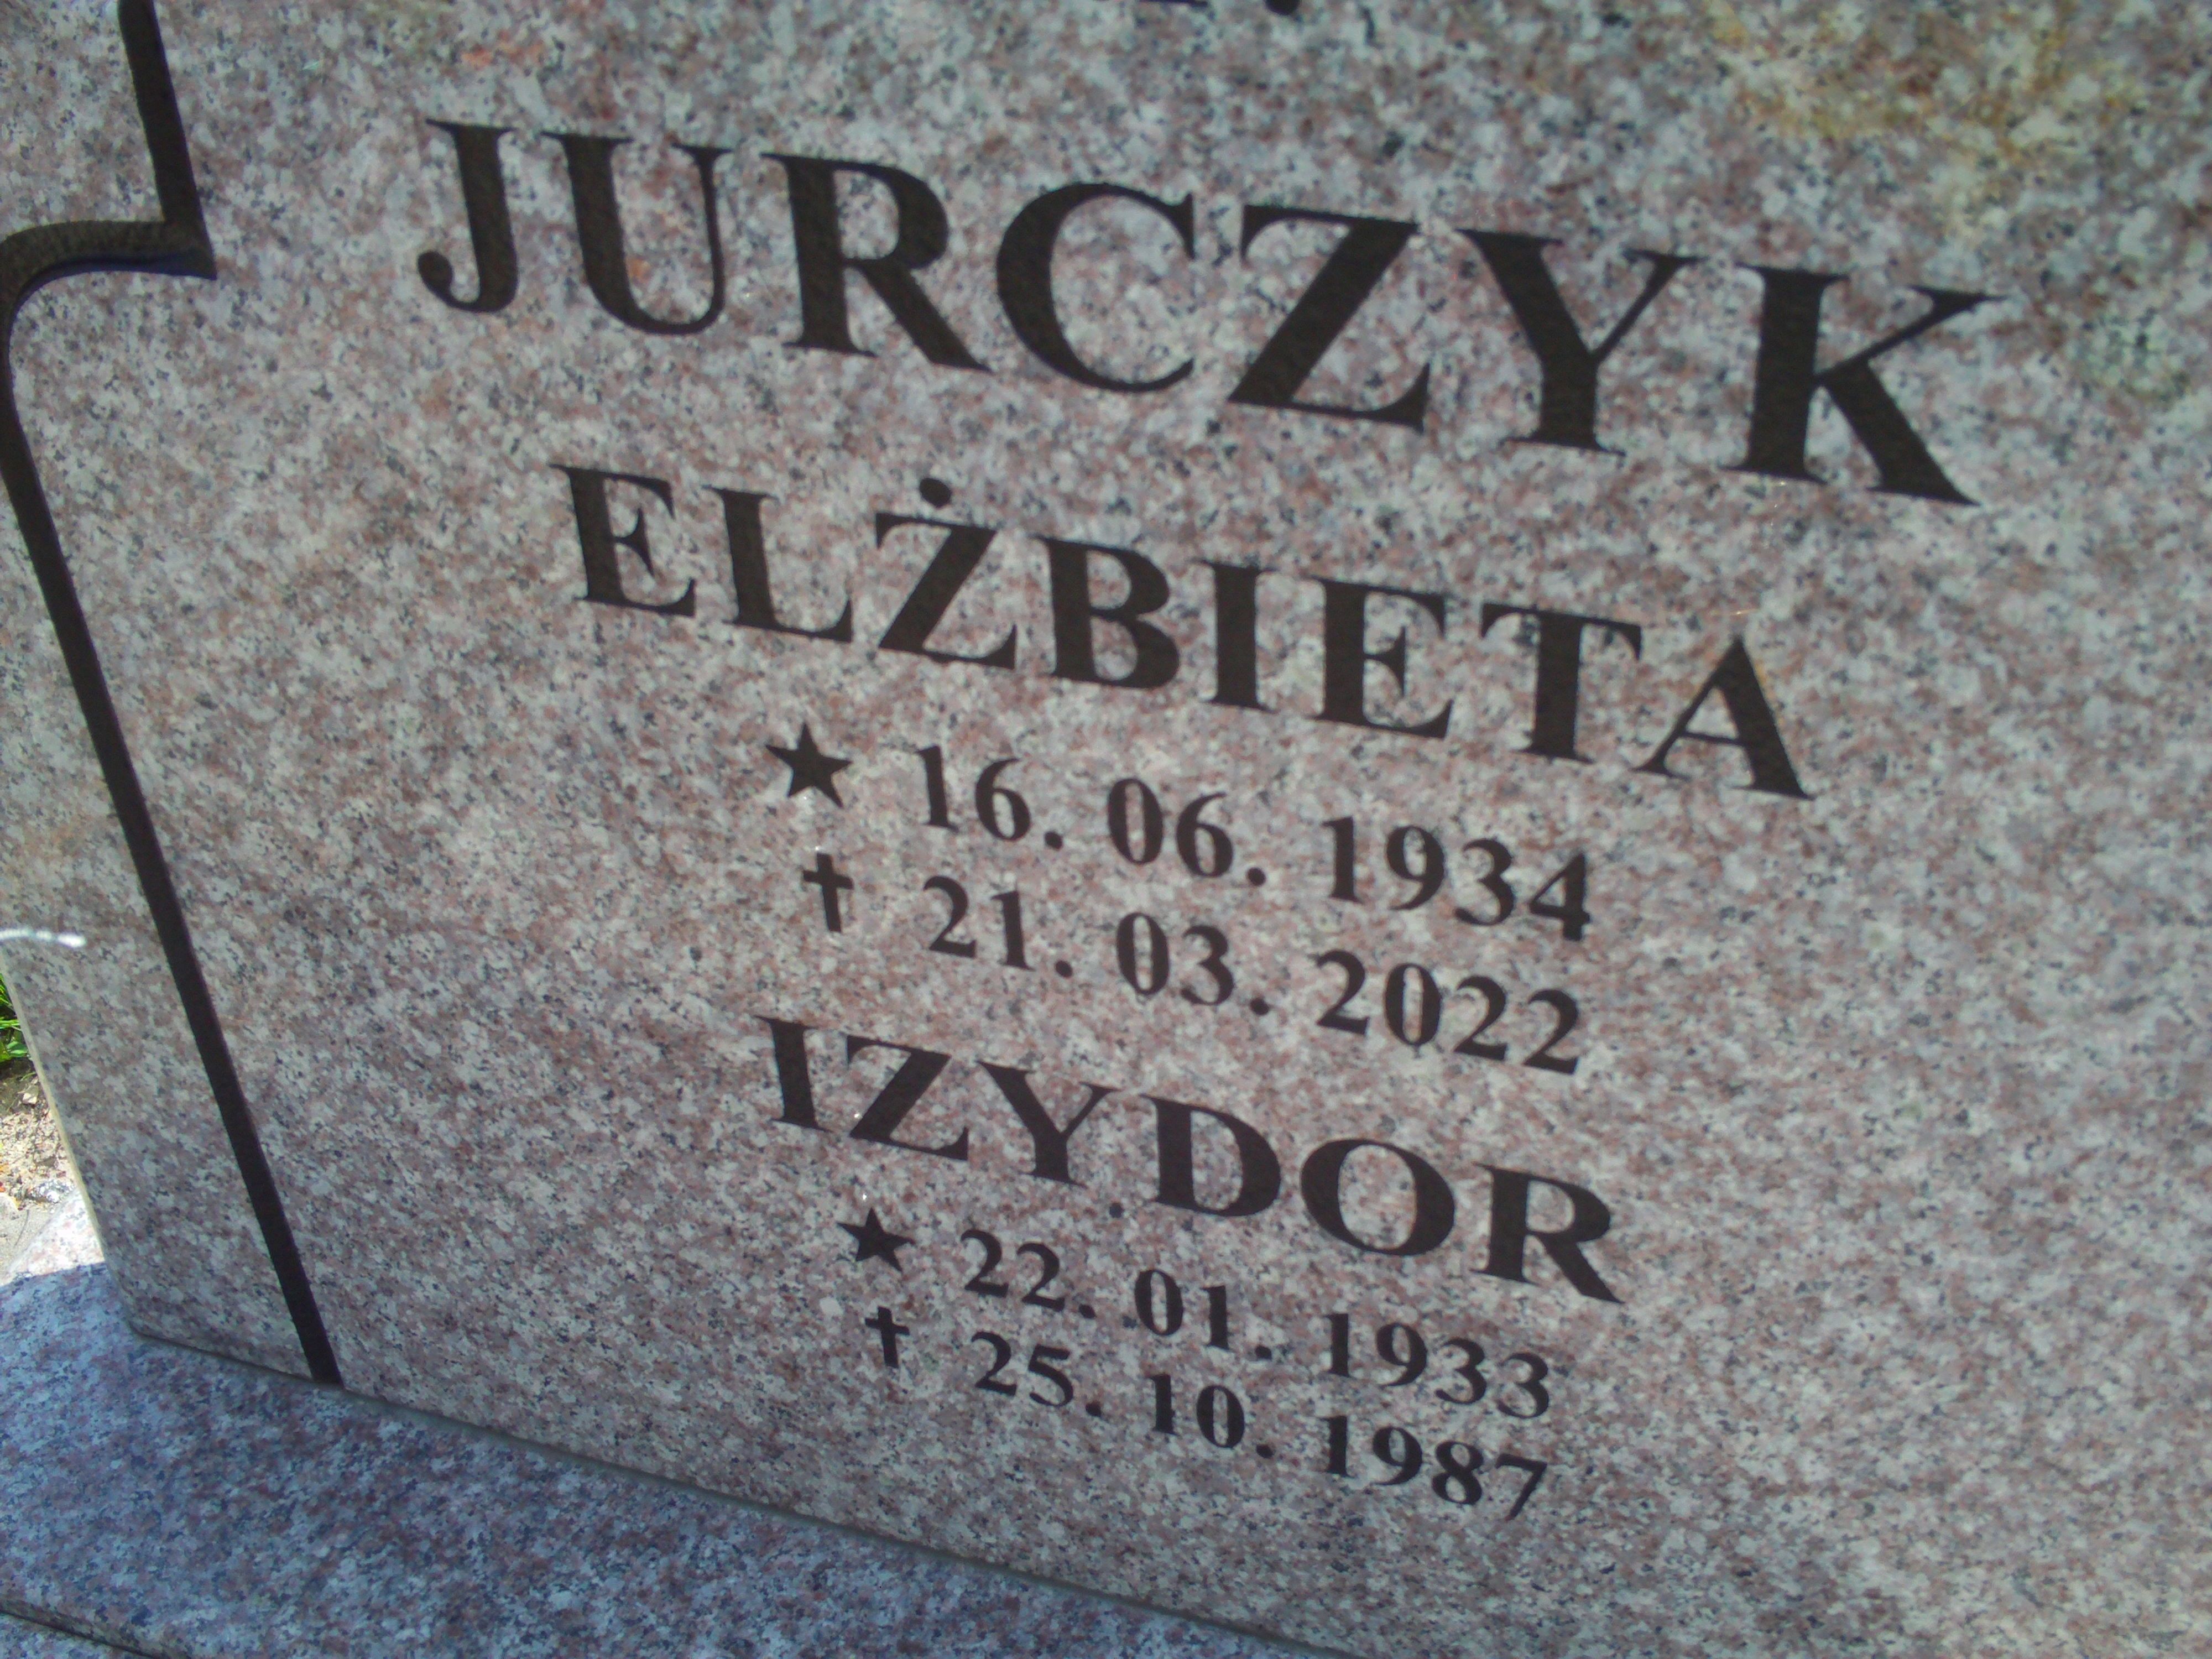 JURCZYK
ELŻBIETA
★ 16. 06. 1934
✝ 21. 03. 2022
IZYDOR
★ 22. 01. 1933
✝ 25. 10. 1987